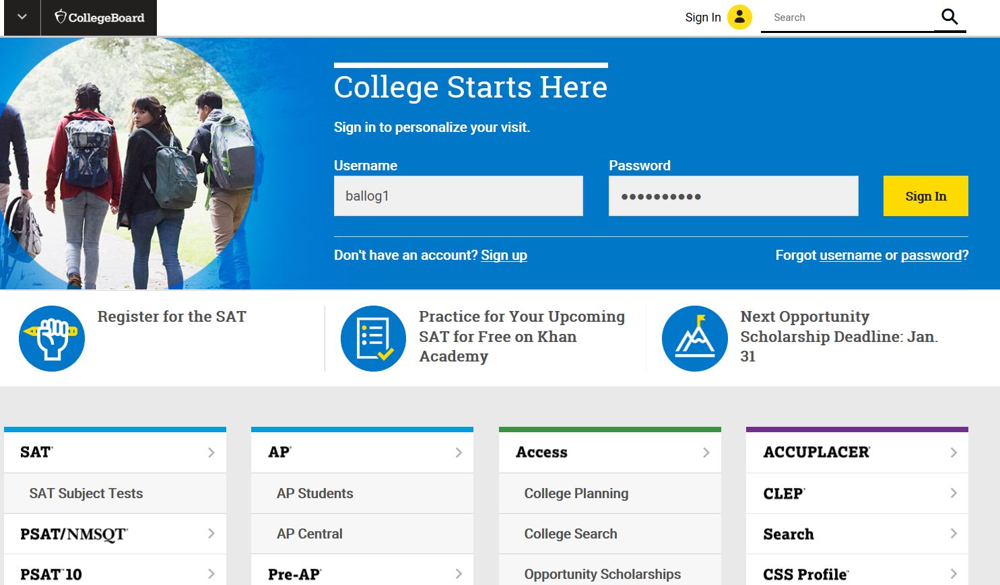 CollegeBoard
Sign In
Search
College Starts Here
Sign in to personalize your visit.
Username
Password
ballog1
●●●●●●●●●●
Sign In
Don't have an account? Sign up
Forgot username or password?
Register for the SAT
Practice for Your Upcoming
SAT for Free on Khan
Academy
Next Opportunity
Scholarship Deadline: Jan.
31
SAT®
SAT Subject Tests
PSAT/NMSQT®
PSAT™ 10
AP®
AP Students
AP Central
Pre-AP®
Access
College Planning
College Search
Opportunity Scholarships
ACCUPLACER®
CLEP®
Search
CSS Profile™